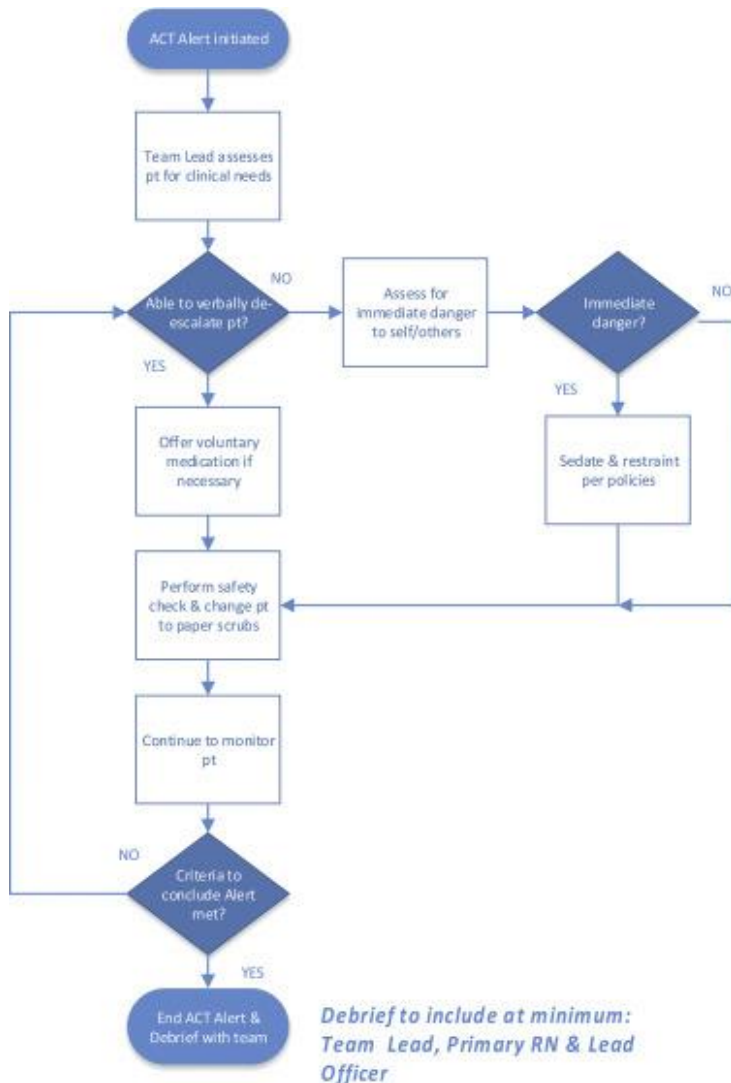 ACT Alert initiated
Team Lead assesses
pt for clinical needs
Able to verbally de-
escalate pt?
NO
Assess for
immediate danger
to self/others
Immediate
danger?
NO
YES
YES
Offer voluntary
medication if
necessary
Sedate & restraint
per policies
Perform safety
check & change pt
to paper scrubs
Continue to monitor
pt
NO
Criteria to
conclude Alert
met?
YES
End ACT Alert &
Debrief with team
Debrief to include at minimum:
Team Lead, Primary RN & Lead
Officer